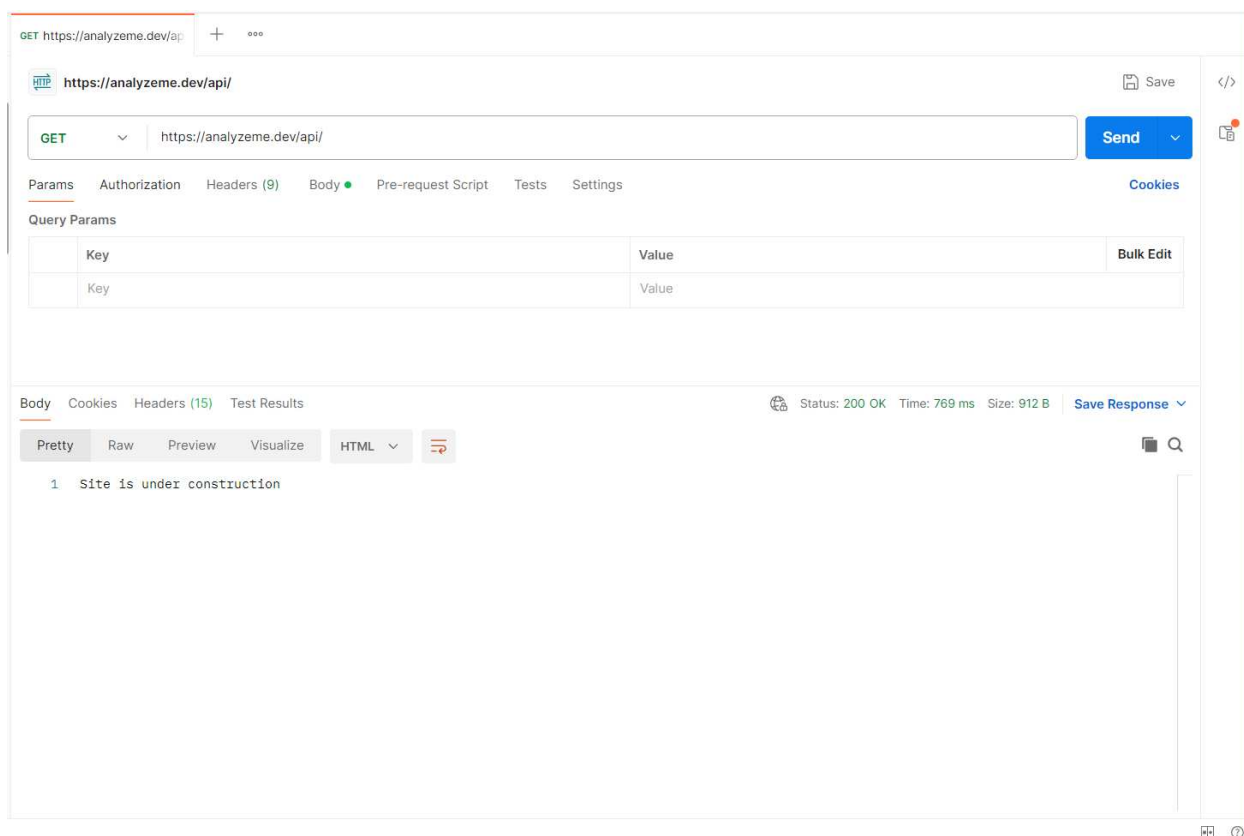 GET https://analyzeme.dev/ap
HTTP https://analyzeme.dev/api/ Save </>
GET https://analyzeme.dev/api/ Send
Params Authorization Headers (9) Body Pre-request Script Tests Settings Cookies
Query Params
Key Value Bulk Edit
Key Value
Body Cookies Headers (15) Test Results Status: 200 OK Time: 769 ms Size: 912 B Save Response
Pretty Raw Preview Visualize HTML
1 Site is under construction